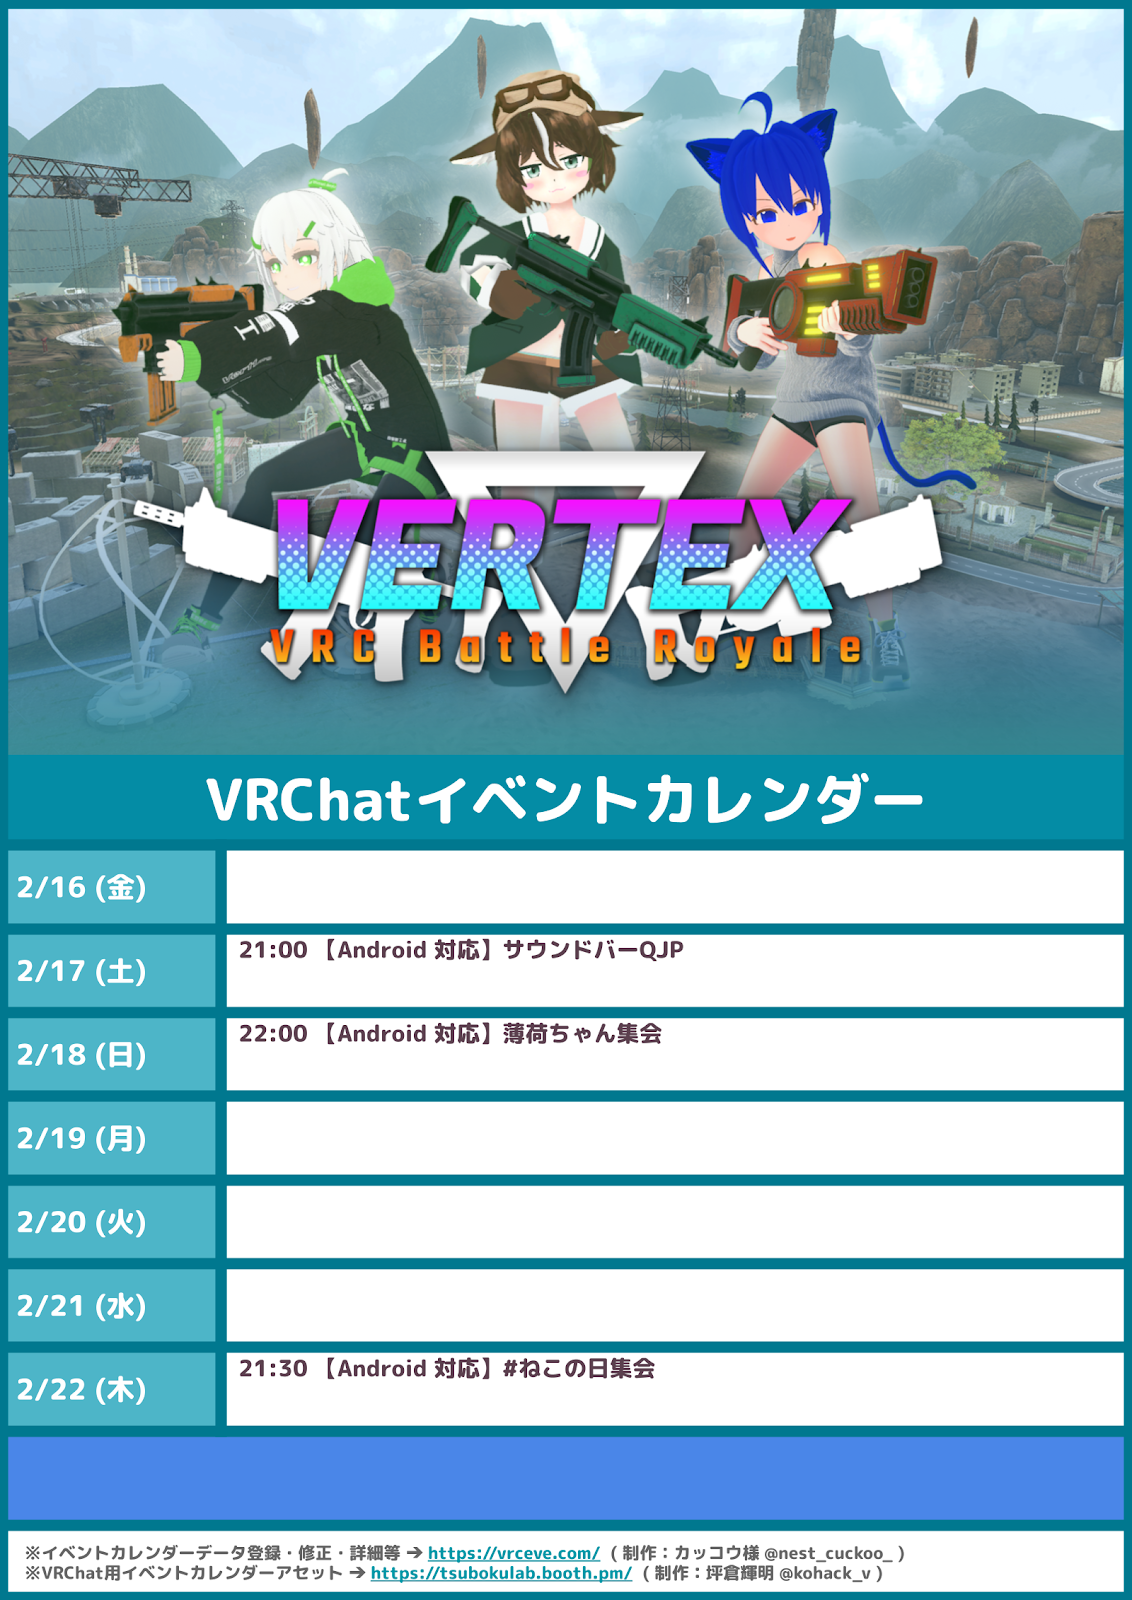 VERTEX
VRC Battle Royale
VRChatイベントカレンダー
2/16 (金)
2/17 (土)
21:00 【Android 対応】サウンドバーQJP
2/18 (日)
22:00 【Android 対応】薄荷ちゃん集会
2/19 (月)
2/20 (火)
2/21 (水)
2/22 (木)
21:30 【Android 対応】#ねこの日集会
※イベントカレンダーデータ登録・修正・詳細等 ➔ https://vrceve.com/ ( 制作：カッコウ様 @nest_cuckoo_ )
※VRChat用イベントカレンダーアセット ➔ https://tsubokulab.booth.pm/ ( 制作：坪倉輝明 @kohack_v )